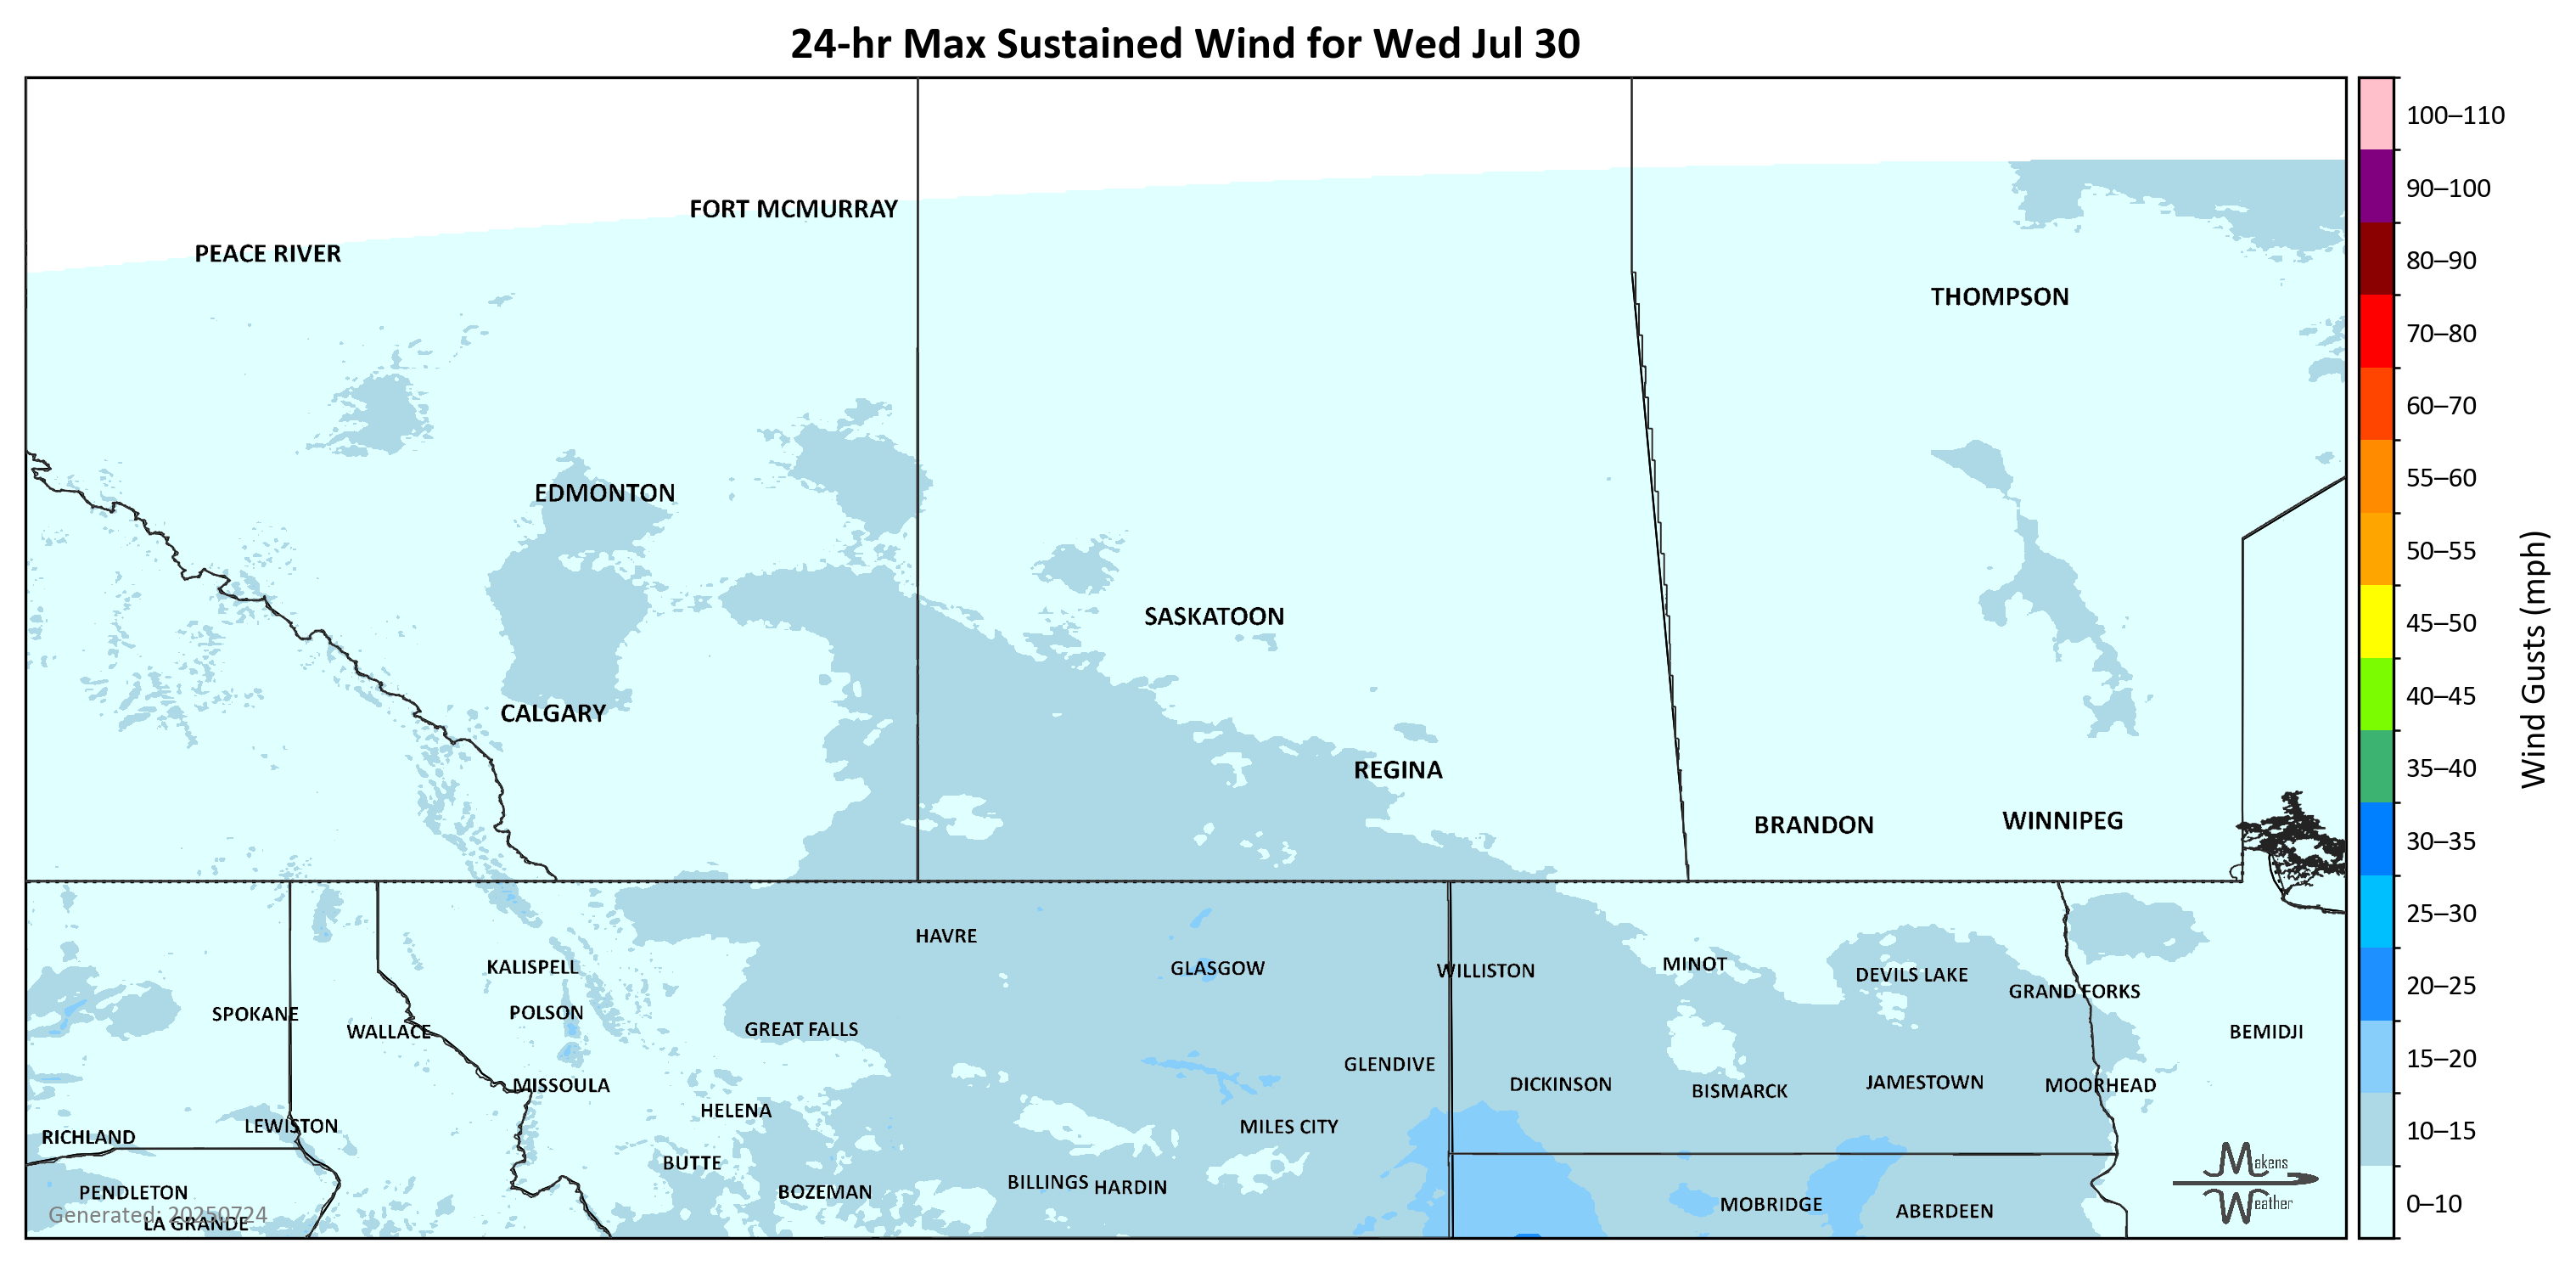 24-hr Max Sustained Wind for Wed Jul 30
100–110
90–100
80–90
70–80
60–70
55–60
50–55
45–50
40–45
35–40
30–35
25–30
20–25
15–20
10–15
0–10
Wind Gusts (mph)
FORT MCMURRAY
PEACE RIVER
THOMPSON
EDMONTON
SASKATOON
CALGARY
REGINA
BRANDON
WINNIPEG
HAVRE
KALISPELL
GLASGOW
WILLISTON
MINOT
DEVILS LAKE
GRAND FORKS
SPOKANE
POLSON
WALLACE
GREAT FALLS
BEMIDJI
GLENDIVE
MISSOULA
DICKINSON
BISMARCK
JAMESTOWN
MOORHEAD
HELENA
LEWISTON
MILES CITY
RICHLAND
BUTTE
BILLINGS
HARDIN
PENDLETON
BOZEMAN
MOBRIDGE
ABERDEEN
LA GRANDE
Generated: 20250724
Makens
Weather